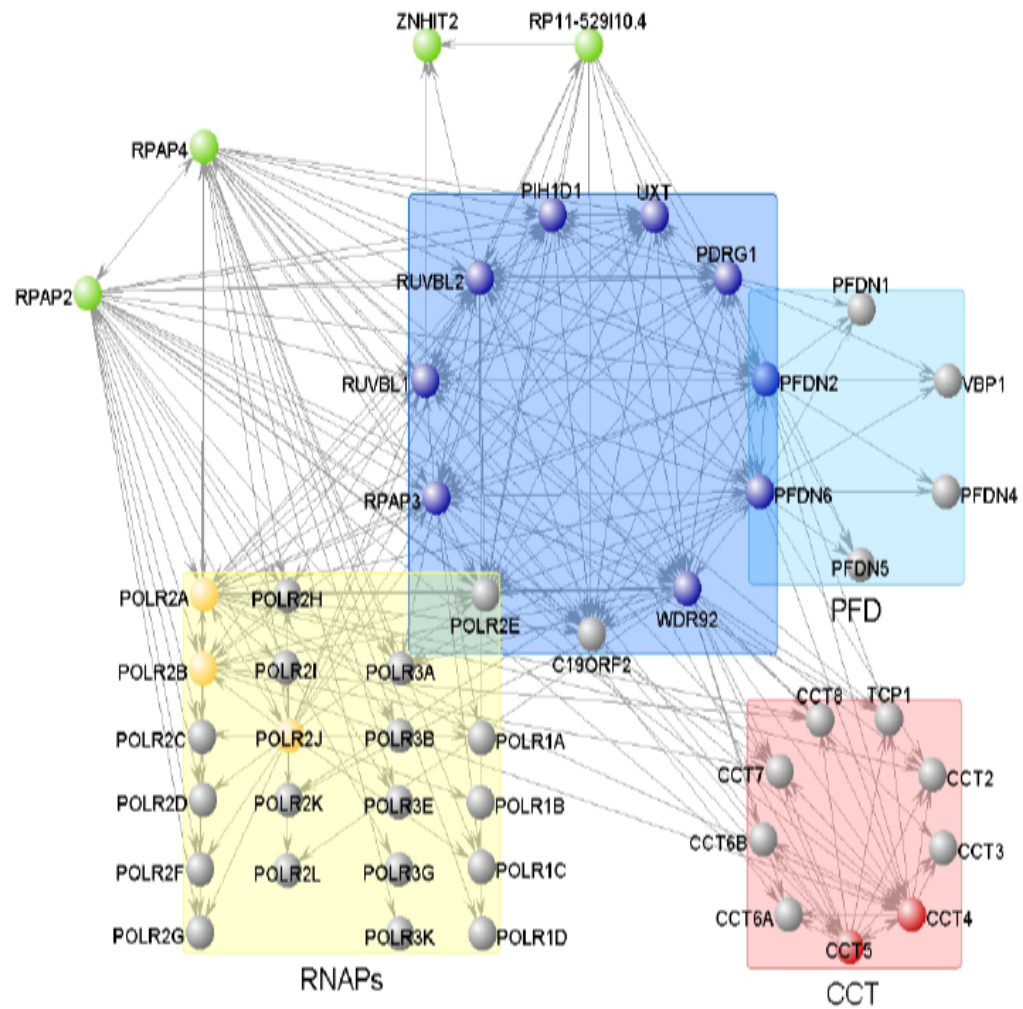 ZNHIT2
RP11-529I10.4
RPAP4
PIH1D1
UXT
RUVBL2
PDRG1
RPAP2
PFDN1
RUVBL1
PFDN2
VBP1
RPAP3
PFDN6
PFDN4
PFDN5
POLR2A
POLR2H
POLR2E
WDR92
PFD
C19ORF2
POLR2B
POLR2I
POLR3A
CCT8
TCP1
POLR2C
POLR2J
POLR3B
POLR1A
CCT7
CCT2
POLR2D
POLR2K
POLR3E
POLR1B
CCT6B
CCT3
POLR2F
POLR2L
POLR3G
POLR1C
CCT6A
CCT4
POLR2G
POLR3K
POLR1D
CCT5
RNAPs
CCT